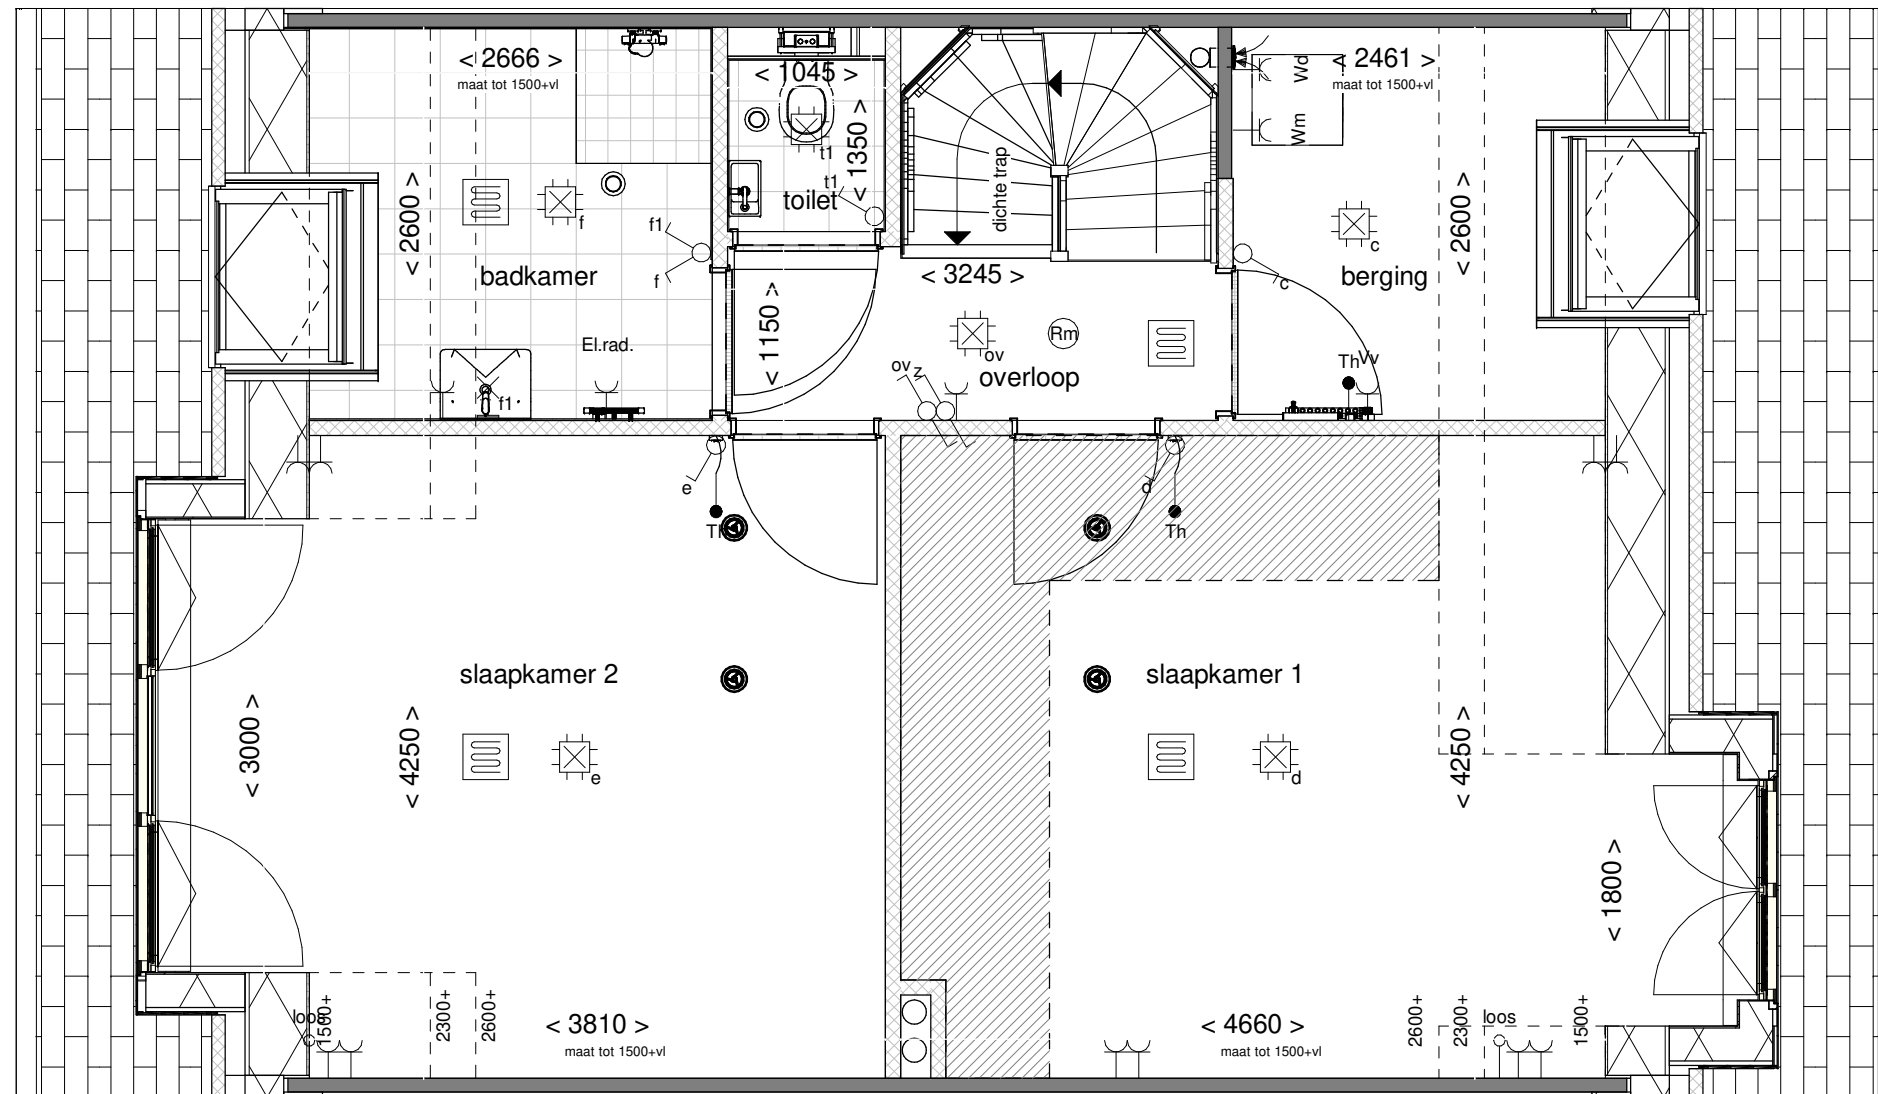 < 2666 >
maat tot 1500+vl
< 1045 >
< 2461 >
maat tot 1500+vl
Wd
Wm
t1
t1
< 1350 >
toilet
dichte trap
< 2600 >
f
f1
f
badkamer
< 3245 >
c
c
berging
< 2600 >
< 1150 >
El.rad.
f1
ov
Rm
overloop
ov
z
Th
Vv
e
Th
d
Th
slaapkamer 2
slaapkamer 1
< 3000 >
< 4250 >
e
d
< 4250 >
< 1800 >
loos
1500+
2300+
2600+
< 3810 >
maat tot 1500+vl
< 4660 >
maat tot 1500+vl
2600+
2300+
loos
1500+